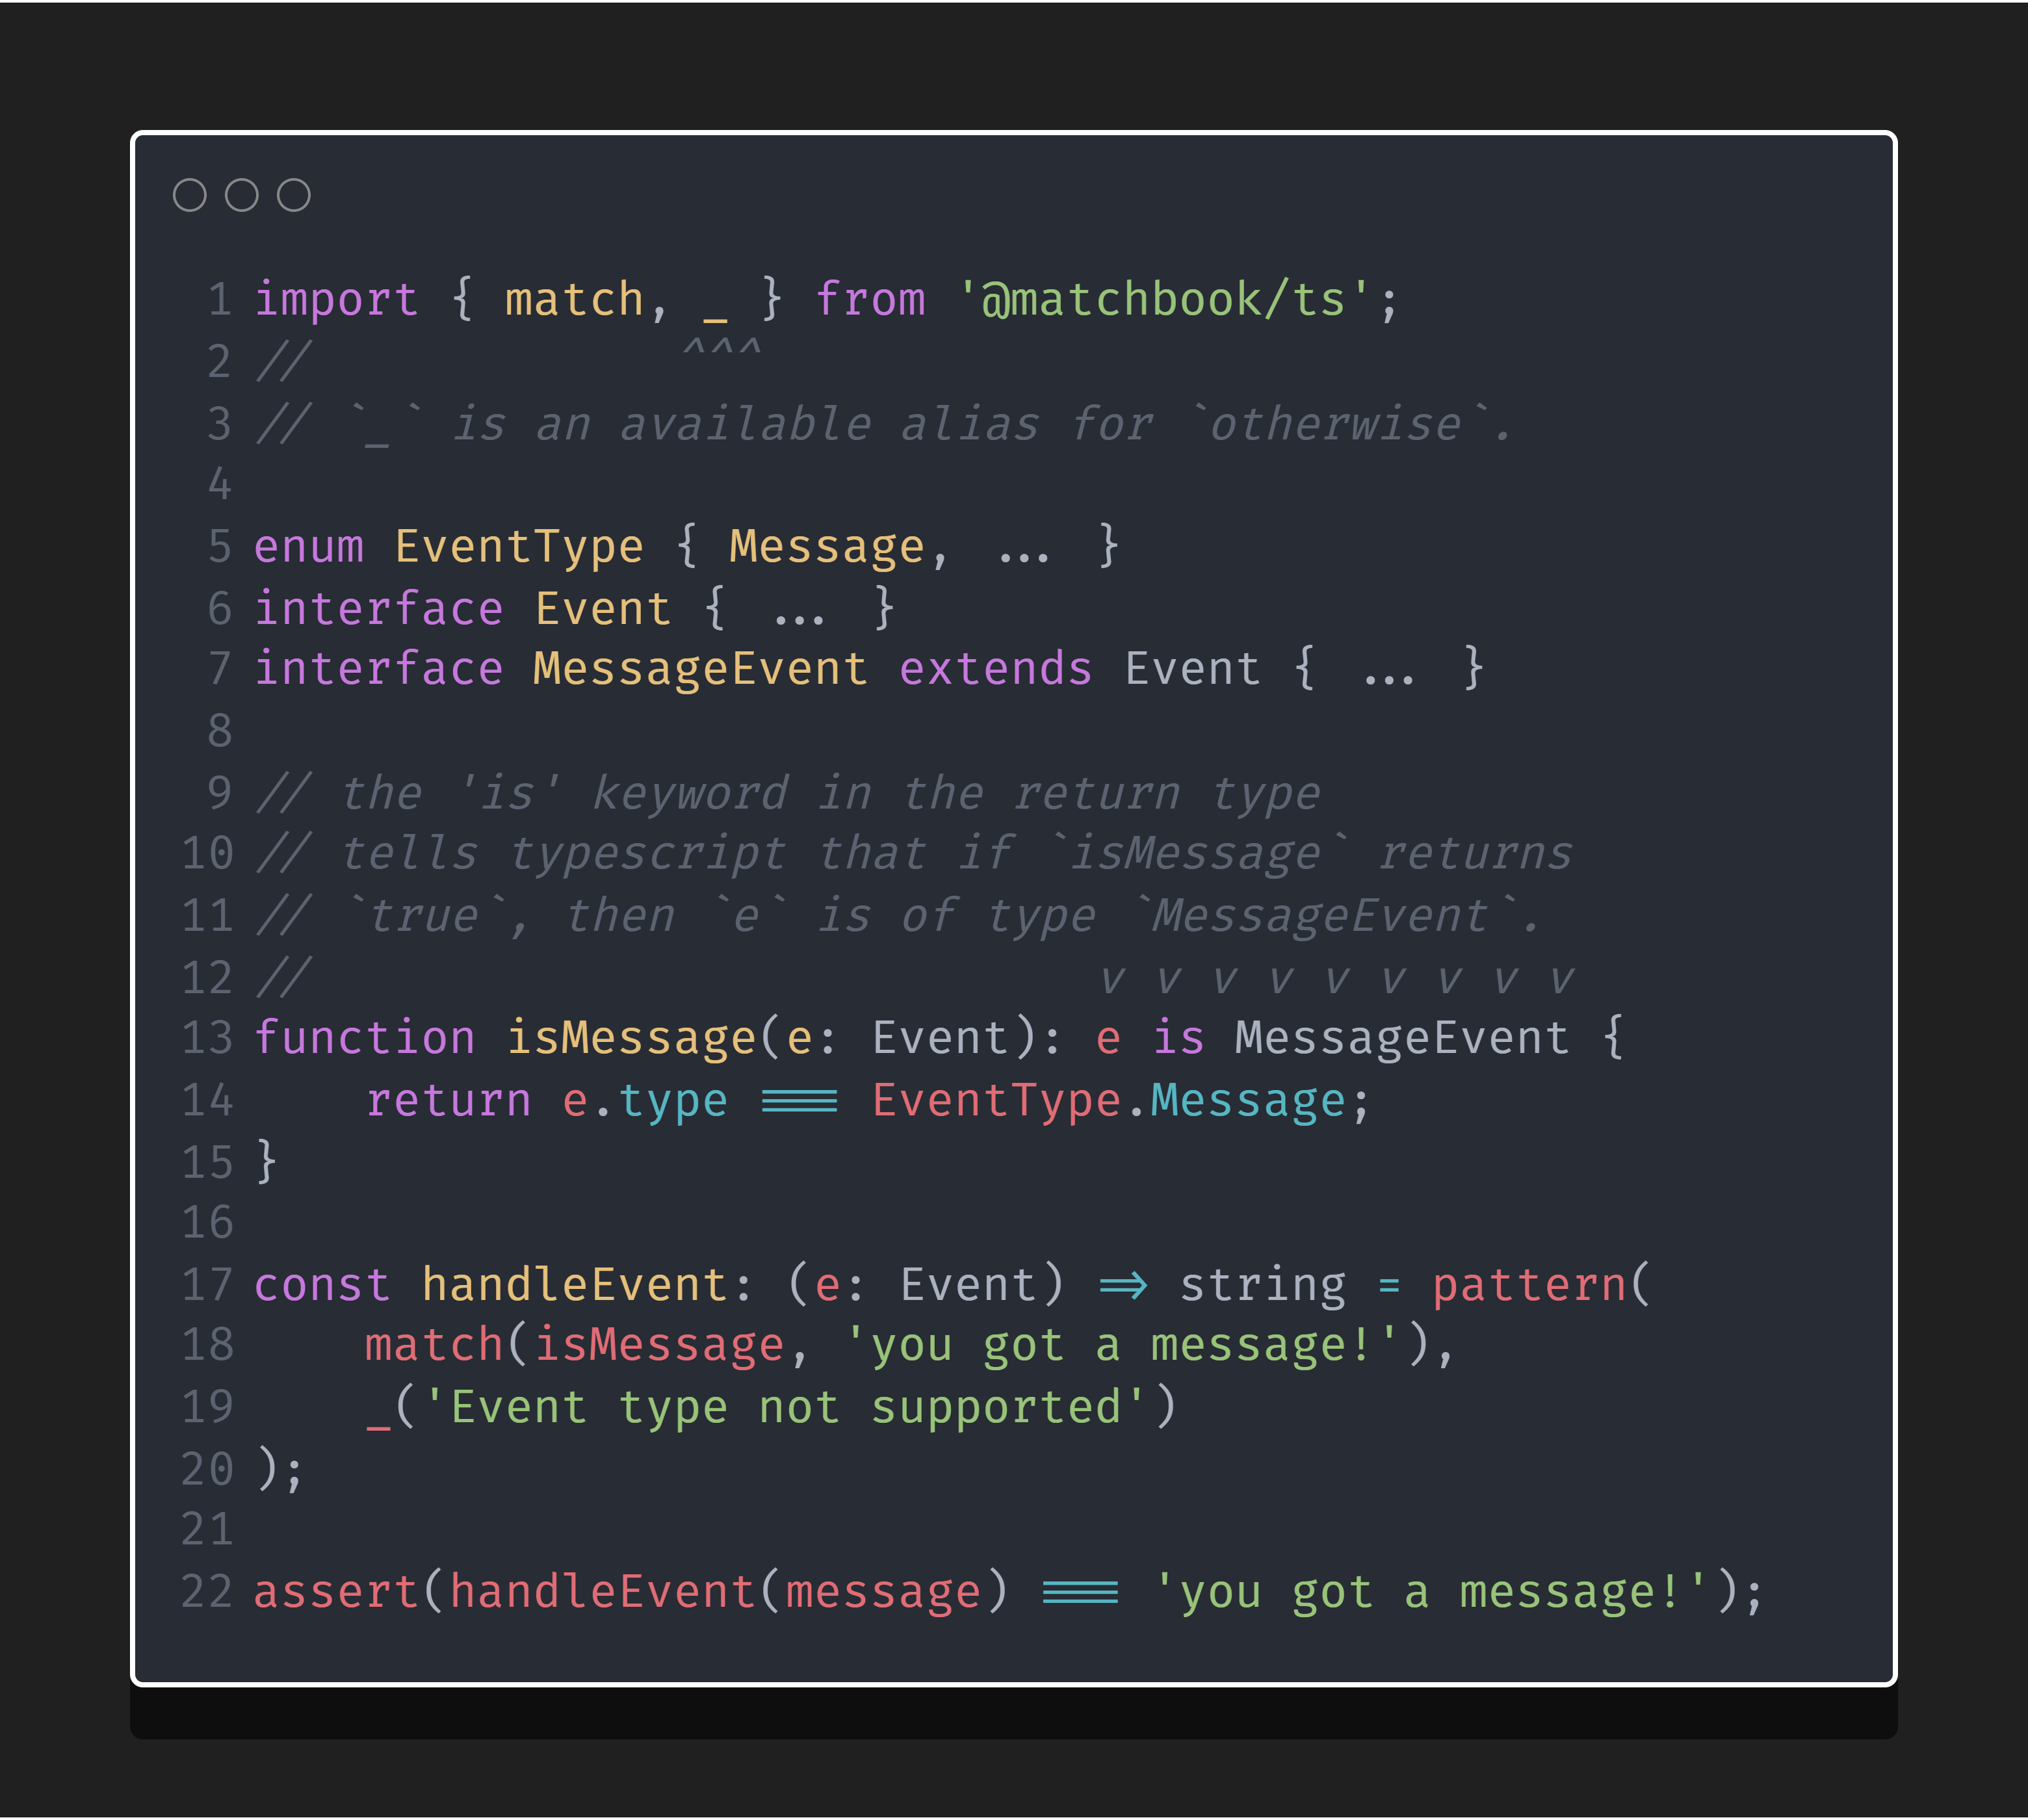 1 import { match, _ } from '@matchbook/ts';
2 //             ^^^
3 // `_` is an available alias for `otherwise`.
4
5 enum EventType { Message, ... }
6 interface Event { ... }
7 interface MessageEvent extends Event { ... }
8
9 // the 'is' keyword in the return type
10 // tells typescript that if `isMessage` returns
11 // `true`, then `e` is of type `MessageEvent`.
12 //                            v v v v v v v v v
13 function isMessage(e: Event): e is MessageEvent {
14     return e.type === EventType.Message;
15 }
16
17 const handleEvent: (e: Event) => string = pattern(
18     match(isMessage, 'you got a message!'),
19     _('Event type not supported')
20 );
21
22 assert(handleEvent(message) === 'you got a message!');